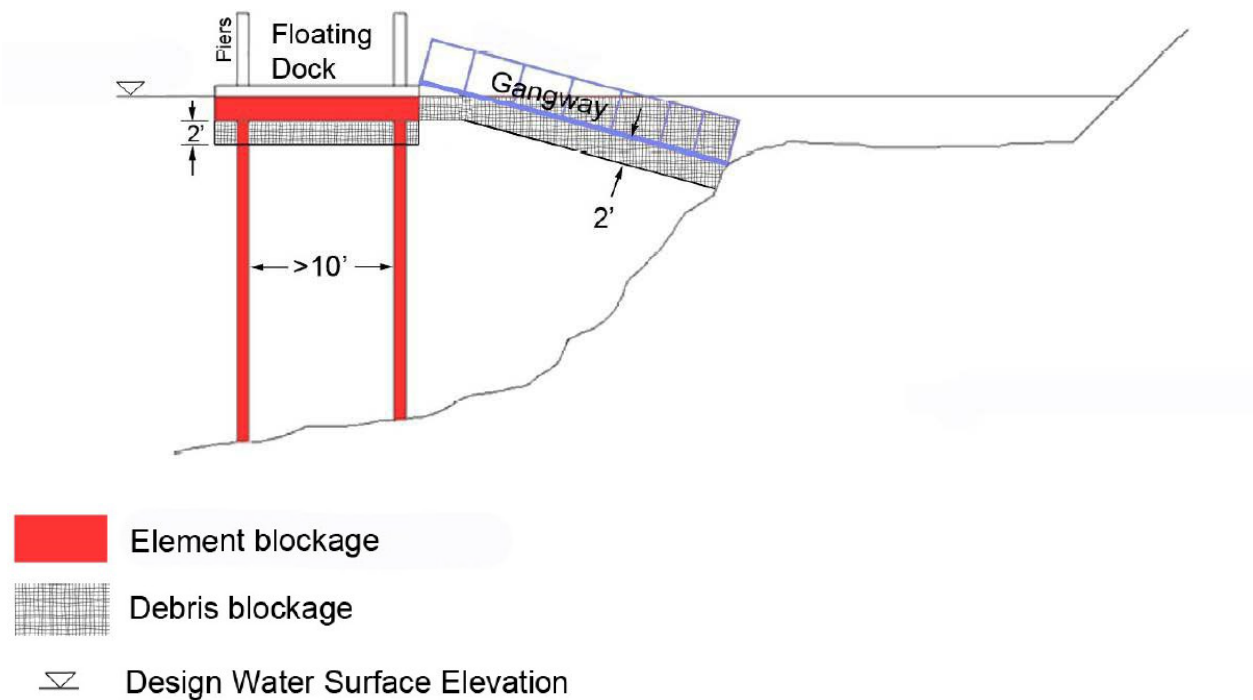 Piers
Floating
Dock
Gangway
2'
2'
>10'
Element blockage
Debris blockage
Design Water Surface Elevation